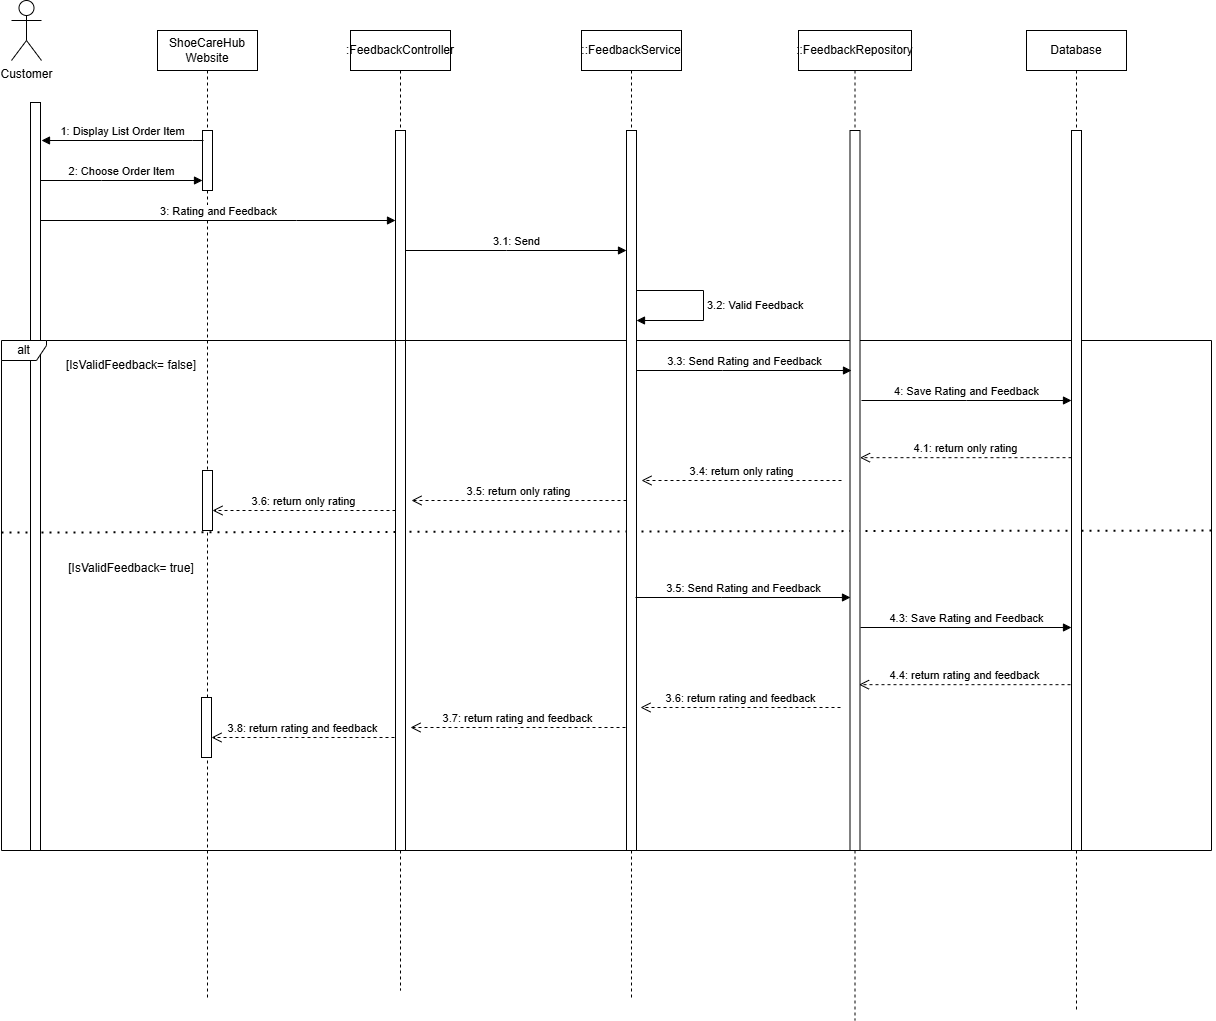 Customer
ShoeCareHub
Website
:FeedbackController
::FeedbackService
::FeedbackRepository
Database
1: Display List Order Item
2: Choose Order Item
3: Rating and Feedback
3.1: Send
3.2: Valid Feedback
alt
[IsValidFeedback= false]
3.3: Send Rating and Feedback
4: Save Rating and Feedback
4.1: return only rating
3.4: return only rating
3.5: return only rating
3.6: return only rating
[IsValidFeedback= true]
3.5: Send Rating and Feedback
4.3: Save Rating and Feedback
4.4: return rating and feedback
3.6: return rating and feedback
3.7: return rating and feedback
3.8: return rating and feedback